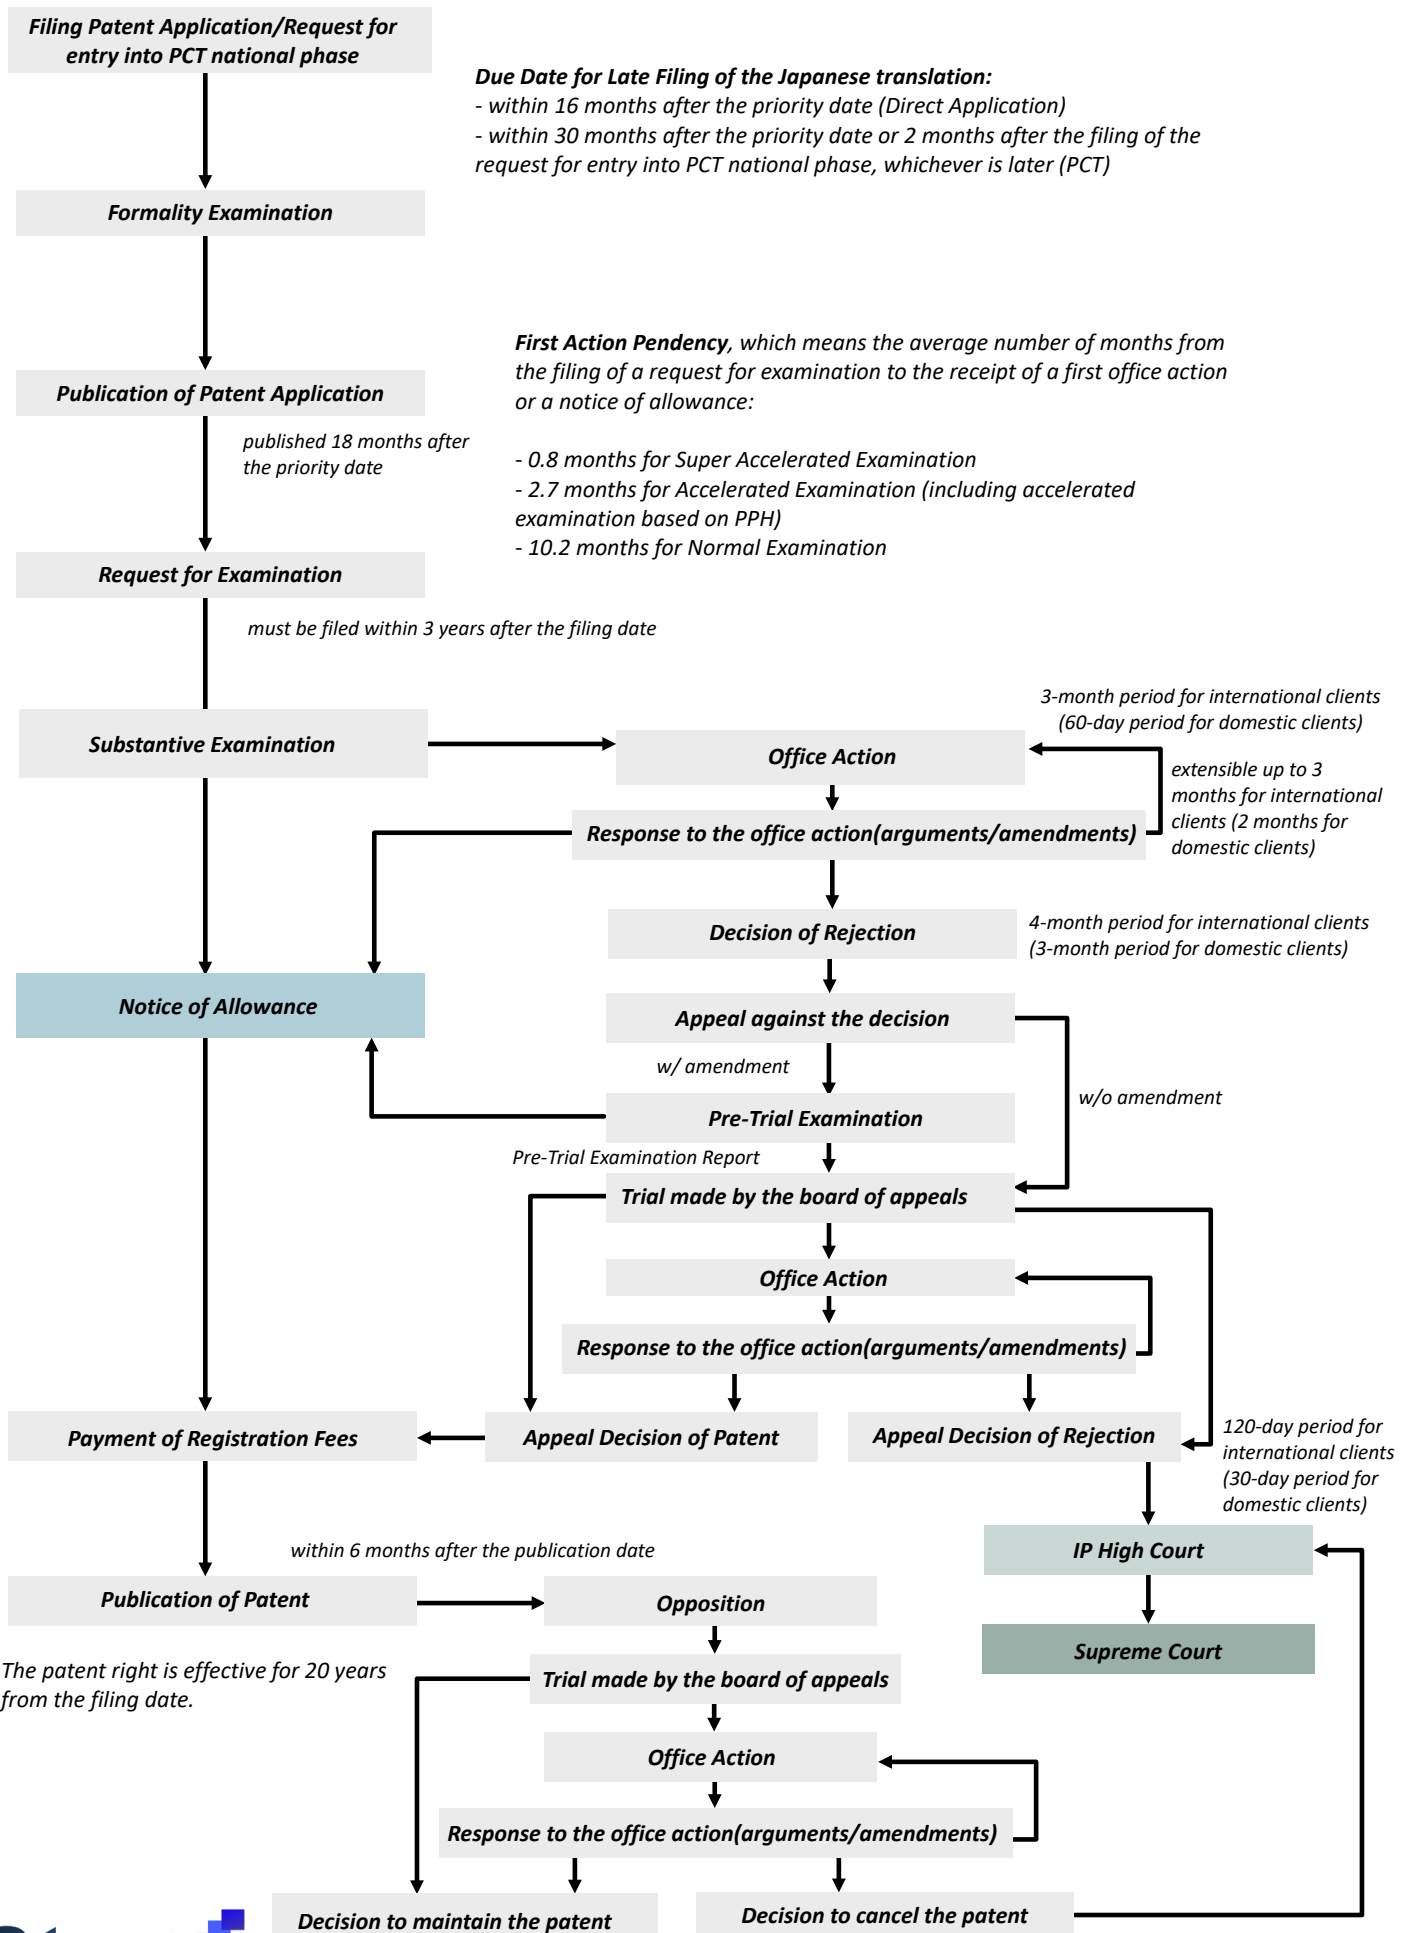 Filing Patent Application/Request for
entry into PCT national phase
Due Date for Late Filing of the Japanese translation:
- within 16 months after the priority date (Direct Application)
- within 30 months after the priority date or 2 months after the filing of the
request for entry into PCT national phase, whichever is later (PCT)
Formality Examination
First Action Pendency, which means the average number of months from
the filing of a request for examination to the receipt of a first office action
or a notice of allowance:
Publication of Patent Application
published 18 months after
the priority date
- 0.8 months for Super Accelerated Examination
- 2.7 months for Accelerated Examination (including accelerated
examination based on PPH)
- 10.2 months for Normal Examination
Request for Examination
must be filed within 3 years after the filing date
3-month period for international clients
(60-day period for domestic clients)
Substantive Examination
Office Action
extensible up to 3
months for international
clients (2 months for
domestic clients)
Response to the office action(arguments/amendments)
Decision of Rejection
4-month period for international clients
(3-month period for domestic clients)
Notice of Allowance
Appeal against the decision
w/ amendment
w/o amendment
Pre-Trial Examination
Pre-Trial Examination Report
Trial made by the board of appeals
Office Action
Response to the office action(arguments/amendments)
Payment of Registration Fees
Appeal Decision of Patent
Appeal Decision of Rejection
120-day period for
international clients
(30-day period for
domestic clients)
IP High Court
within 6 months after the publication date
Publication of Patent
Opposition
Supreme Court
The patent right is effective for 20 years
from the filing date.
Trial made by the board of appeals
Office Action
Response to the office action(arguments/amendments)
Decision to maintain the patent
Decision to cancel the patent